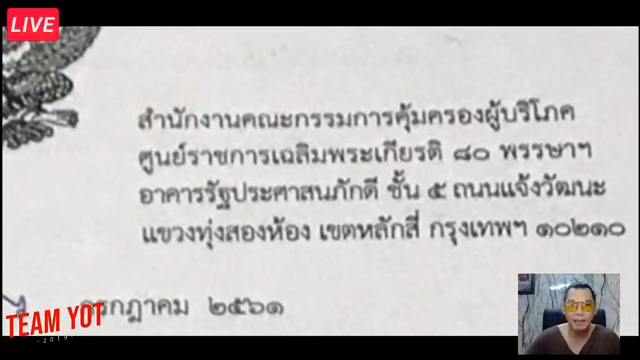 LIVE
สำนักงานคณะกรรมการคุ้มครองผู้บริโภค
ศูนย์ราชการเฉลิมพระเกียรติ ๘๐ พรรษาฯ
อาคารรัฐประศาสนภักดี ชั้น ๕ ถนนแจ้งวัฒนะ
แขวงทุ่งสองห้อง เขตหลักสี่ กรุงเทพฯ ๑๐๒๑๐
กรกฎาคม ๒๕๖๑
TEAM YOT
-2019-